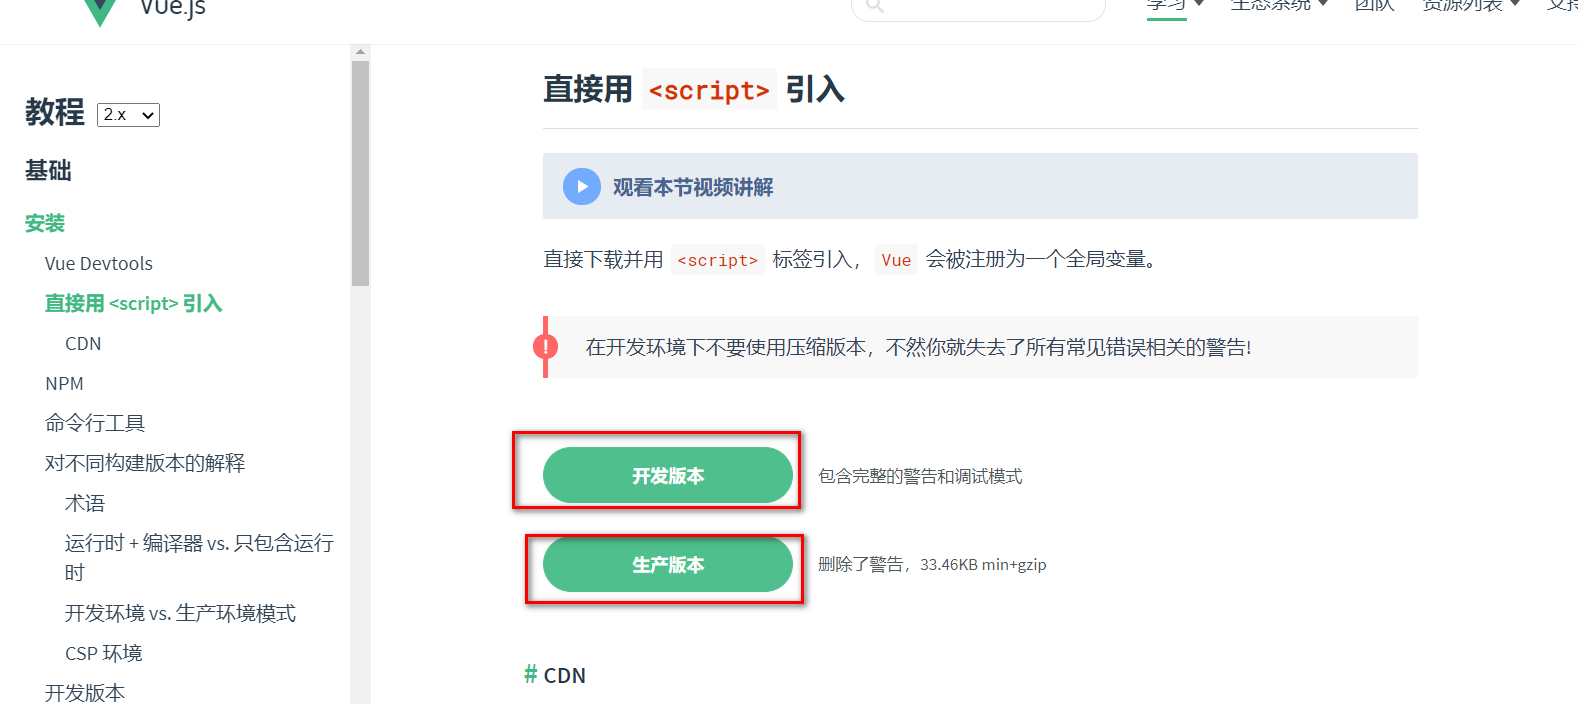 Vue.js
学习 生态系统 团队 资源列表 支持
教程 2.x
基础
安装
Vue Devtools
直接用 <script> 引入
CDN
NPM
命令行工具
对不同构建版本的解释
术语
运行时 + 编译器 vs. 只包含运行
时
开发环境 vs. 生产环境模式
CSP 环境
开发版本
直接用 <script> 引入
观看本节视频讲解
直接下载并用 <script> 标签引入，Vue 会被注册为一个全局变量。
! 在开发环境下不要使用压缩版本，不然你就失去了所有常见错误相关的警告!
开发版本 包含完整的警告和调试模式
生产版本 删除了警告，33.46KB min+gzip
# CDN